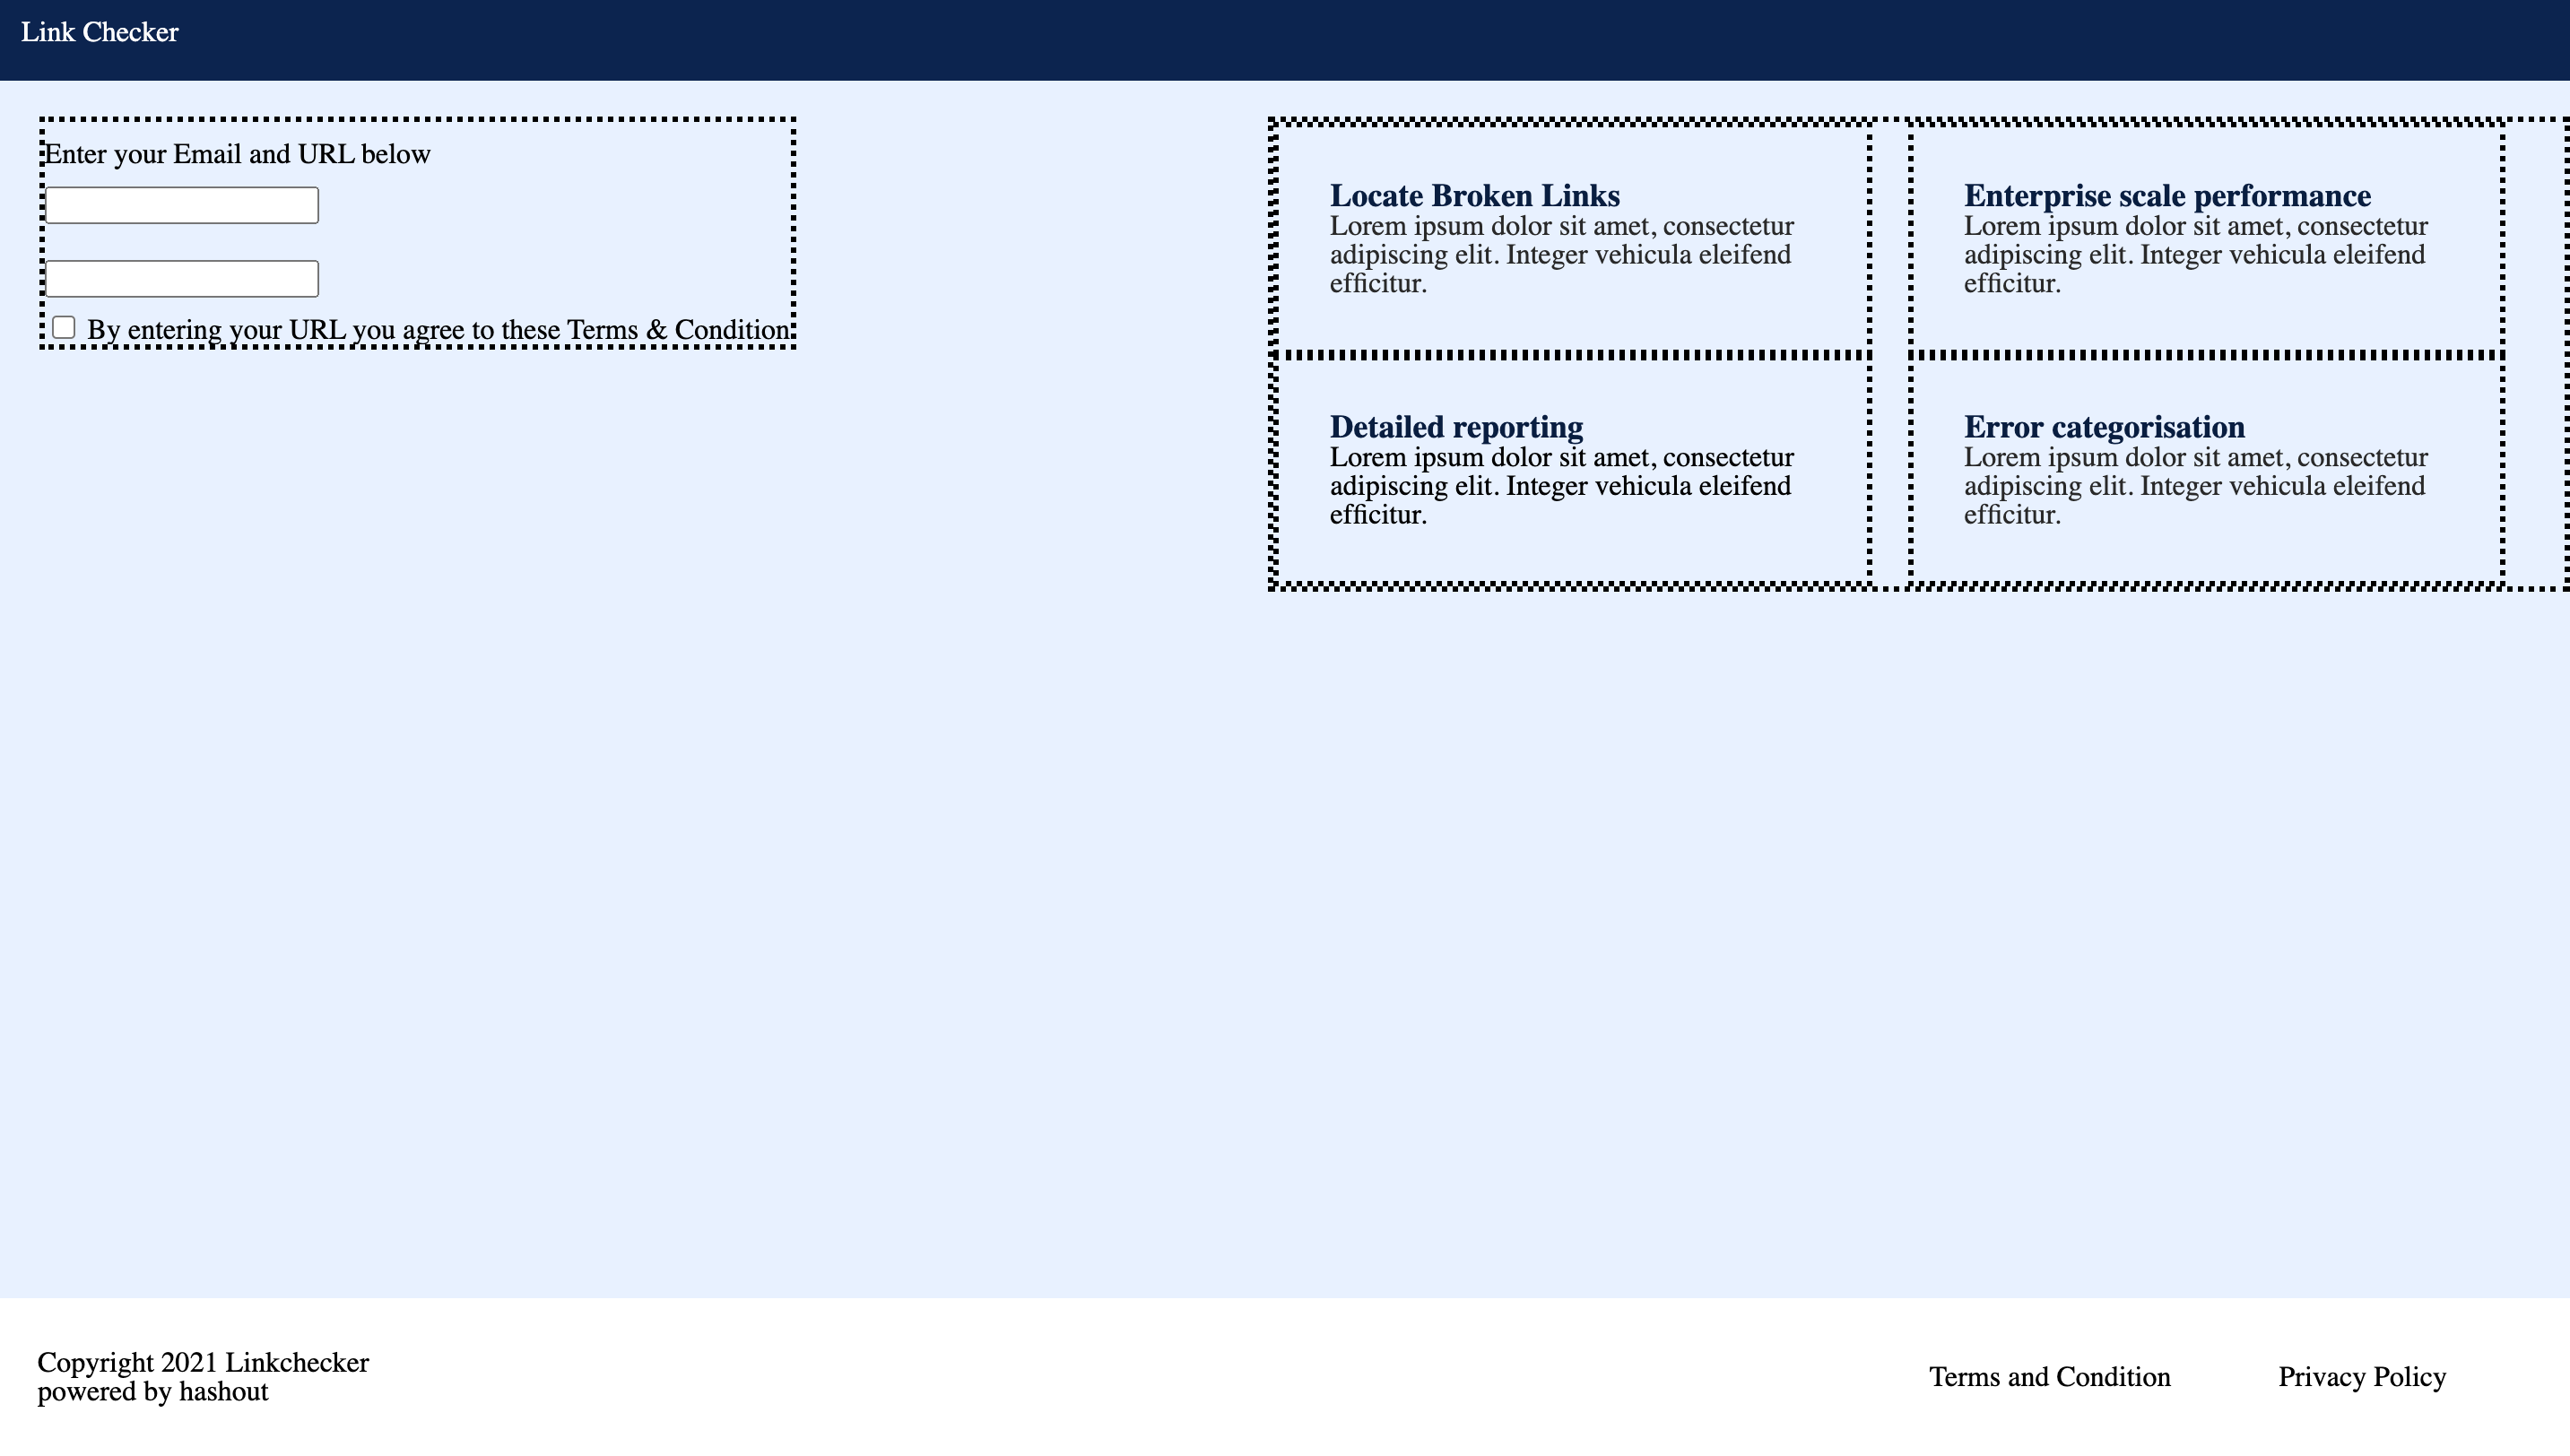 Link Checker
Enter your Email and URL below
By entering your URL you agree to these Terms & Condition
Locate Broken Links
Lorem ipsum dolor sit amet, consectetur
adipiscing elit. Integer vehicula eleifend
efficitur.
Enterprise scale performance
Lorem ipsum dolor sit amet, consectetur
adipiscing elit. Integer vehicula eleifend
efficitur.
Detailed reporting
Lorem ipsum dolor sit amet, consectetur
adipiscing elit. Integer vehicula eleifend
efficitur.
Error categorisation
Lorem ipsum dolor sit amet, consectetur
adipiscing elit. Integer vehicula eleifend
efficitur.
Copyright 2021 Linkchecker
powered by hashout
Terms and Condition
Privacy Policy